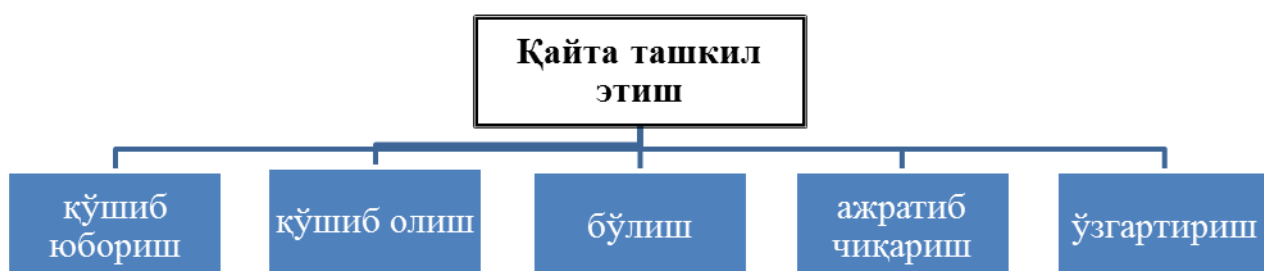 Қайта ташкил
этиш
қўшиб
юбориш
қўшиб олиш
бўлиш
ажратиб
чиқариш
ўзгартириш